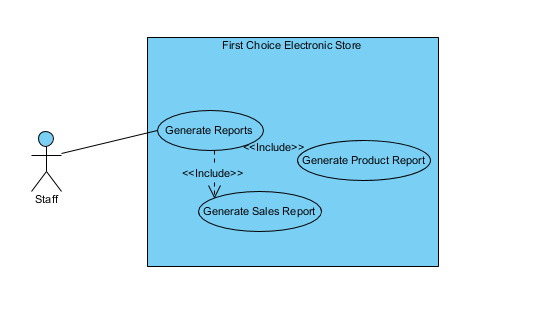 First Choice Electronic Store
Generate Reports
<<Include>>
Generate Product Report
<<Include>>
Staff
Generate Sales Report